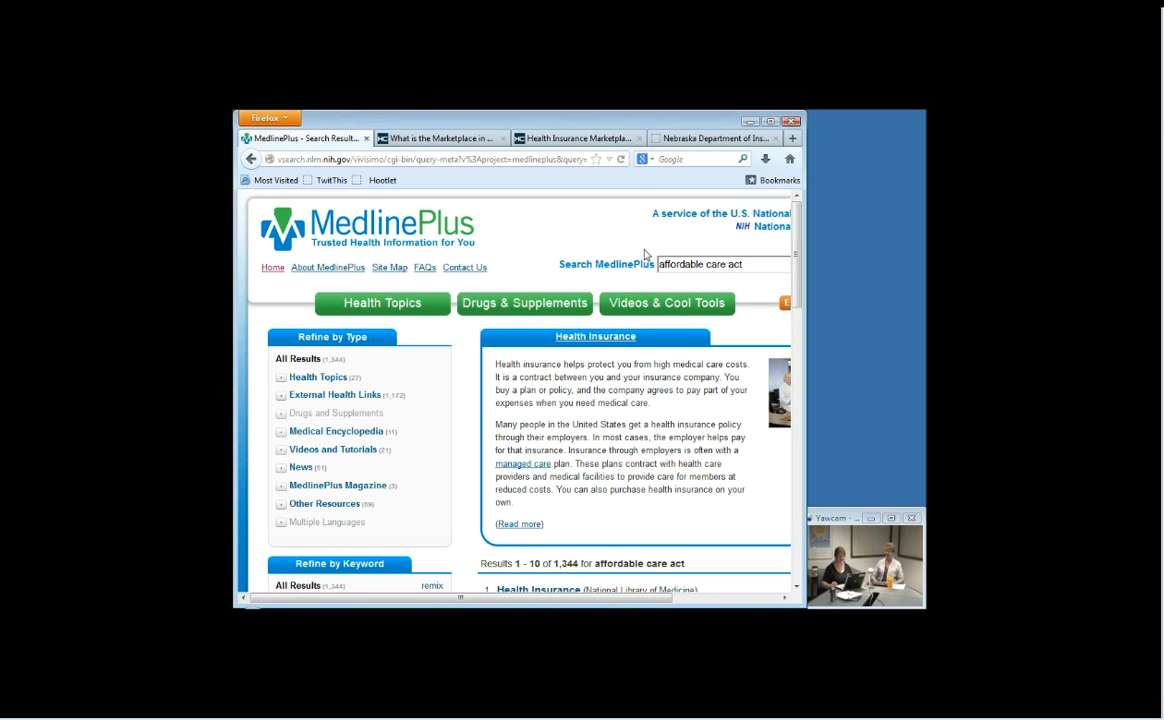 Firefox
MedlinePlus - Search Result...
What is the Marketplace in ...
Health Insurance Marketpla...
Nebraska Department of Ins...
vsearch.nlm.nih.gov/vivisimo/cgi-bin/query-meta?v%3Aproject=medlineplus&query=
Google
Most Visited
TwitThis
Hootlet
Bookmarks
MedlinePlus
Trusted Health Information for You
A service of the U.S. National
NIH National
Home About MedlinePlus Site Map FAQs Contact Us
Search MedlinePlus affordable care act
Health Topics
Drugs & Supplements
Videos & Cool Tools
E
Refine by Type
All Results (1,344)
Health Topics (27)
External Health Links (1,172)
Drugs and Supplements
Medical Encyclopedia (11)
Videos and Tutorials (21)
News (51)
MedlinePlus Magazine (3)
Other Resources (59)
Multiple Languages
Refine by Keyword
All Results (1,344) remix
Health Insurance
Health insurance helps protect you from high medical care costs.
It is a contract between you and your insurance company. You
buy a plan or policy, and the company agrees to pay part of your
expenses when you need medical care.
Many people in the United States get a health insurance policy
through their employers. In most cases, the employer helps pay
for that insurance. Insurance through employers is often with a
managed care plan. These plans contract with health care
providers and medical facilities to provide care for members at
reduced costs. You can also purchase health insurance on your
own.
(Read more)
Results 1 - 10 of 1,344 for affordable care act
1. Health Insurance (National Library of Medicine)
Yawcam - ...